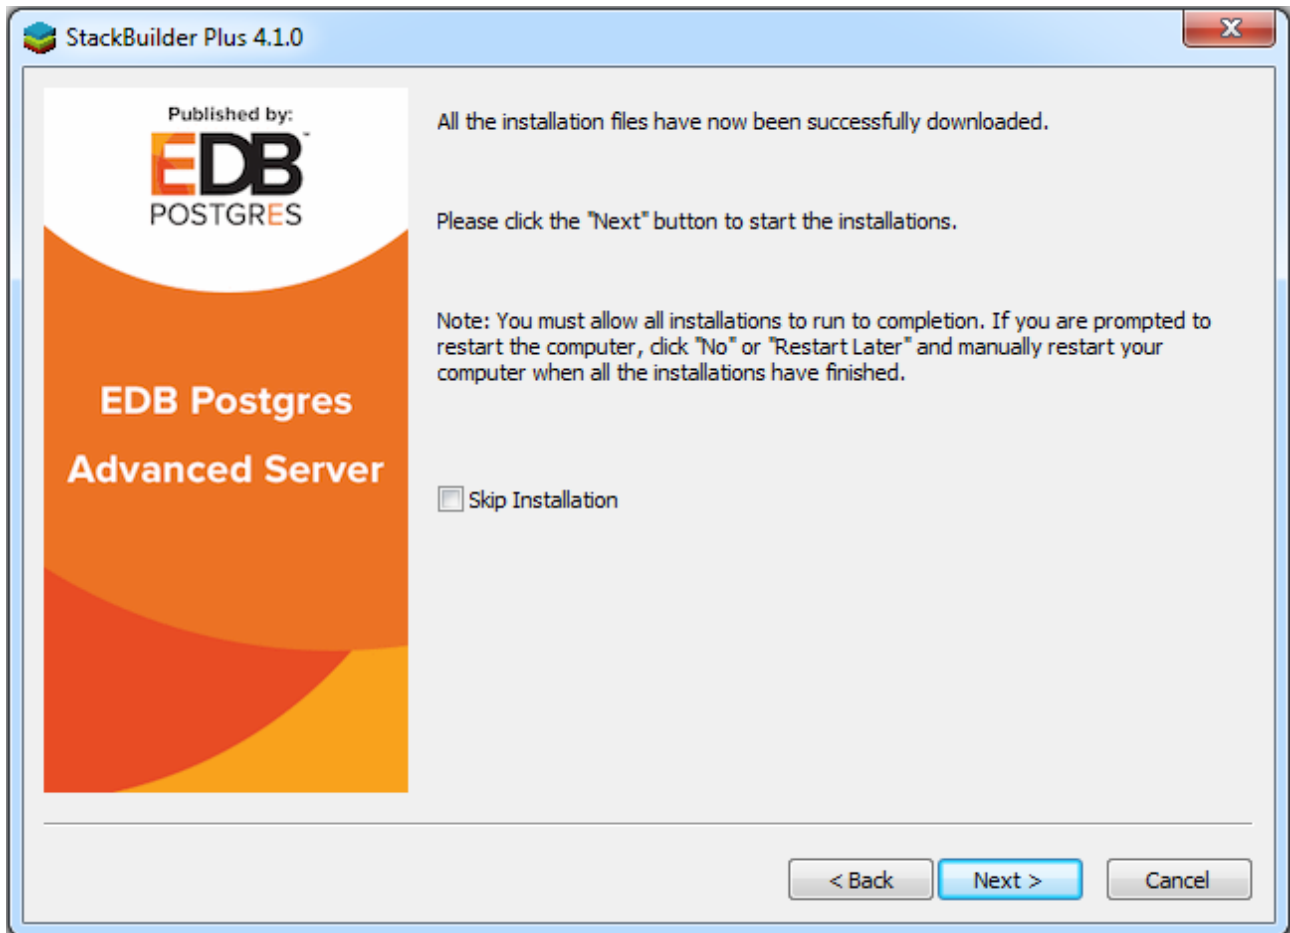 StackBuilder Plus 4.1.0
Published by:
EDB™
POSTGRES
EDB Postgres
Advanced Server
All the installation files have now been successfully downloaded.
Please click the "Next" button to start the installations.
Note: You must allow all installations to run to completion. If you are prompted to
restart the computer, click "No" or "Restart Later" and manually restart your
computer when all the installations have finished.
Skip Installation
< Back
Next >
Cancel